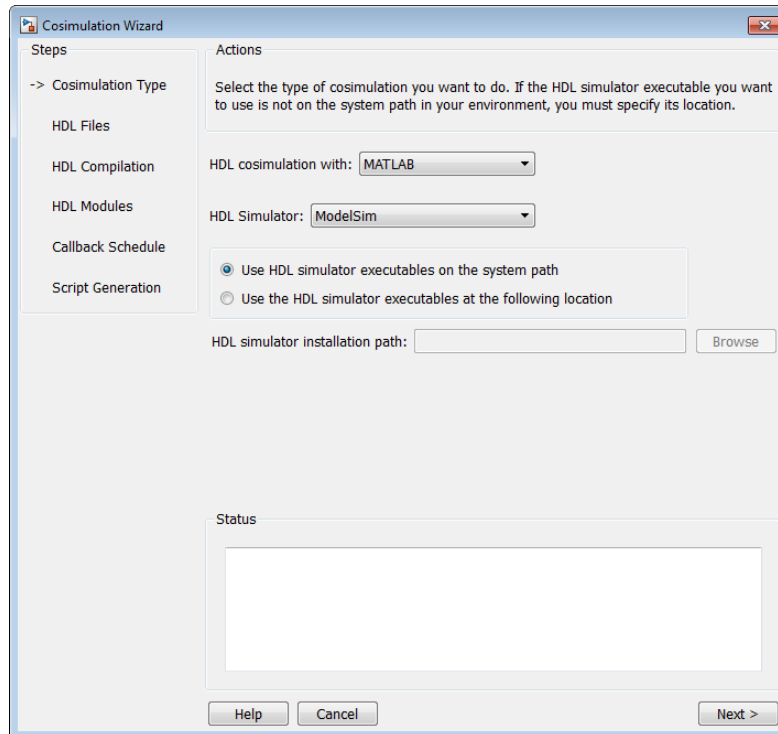 Cosimulation Wizard
Steps
-> Cosimulation Type
HDL Files
HDL Compilation
HDL Modules
Callback Schedule
Script Generation
Actions
Select the type of cosimulation you want to do. If the HDL simulator executable you want
to use is not on the system path in your environment, you must specify its location.
HDL cosimulation with: MATLAB
HDL Simulator: ModelSim
Use HDL simulator executables on the system path
Use the HDL simulator executables at the following location
HDL simulator installation path: Browse
Status
Help Cancel Next >